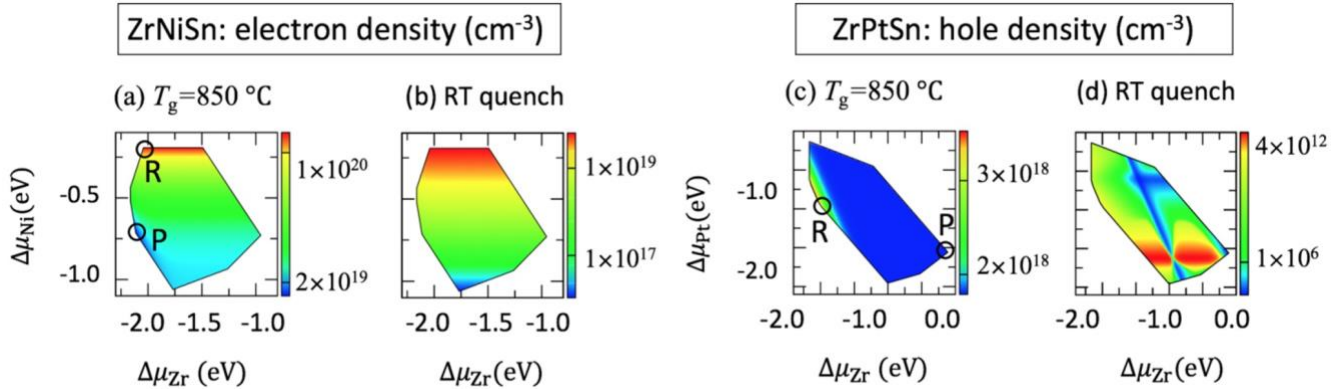 ZrNiSn: electron density (cm-3)
ZrPtSn: hole density (cm-3)
(a) Tg=850 °C
(b) RT quench
(c) Tg=850 °C
(d) RT quench
ΔμNi(eV)
-0.5
-1.0
R
P
1×10^20
2×10^19
-2.0 -1.5 -1.0
ΔμZr (eV)
1×10^19
1×10^17
-2.0 -1.5 -1.0
ΔμZr(eV)
ΔμPt(eV)
-1.0
-2.0
R
P
3×10^18
2×10^18
-2.0 -1.0 0.0
ΔμZr (eV)
4×10^12
1×10^6
-2.0 -1.0 0.0
ΔμZr (eV)